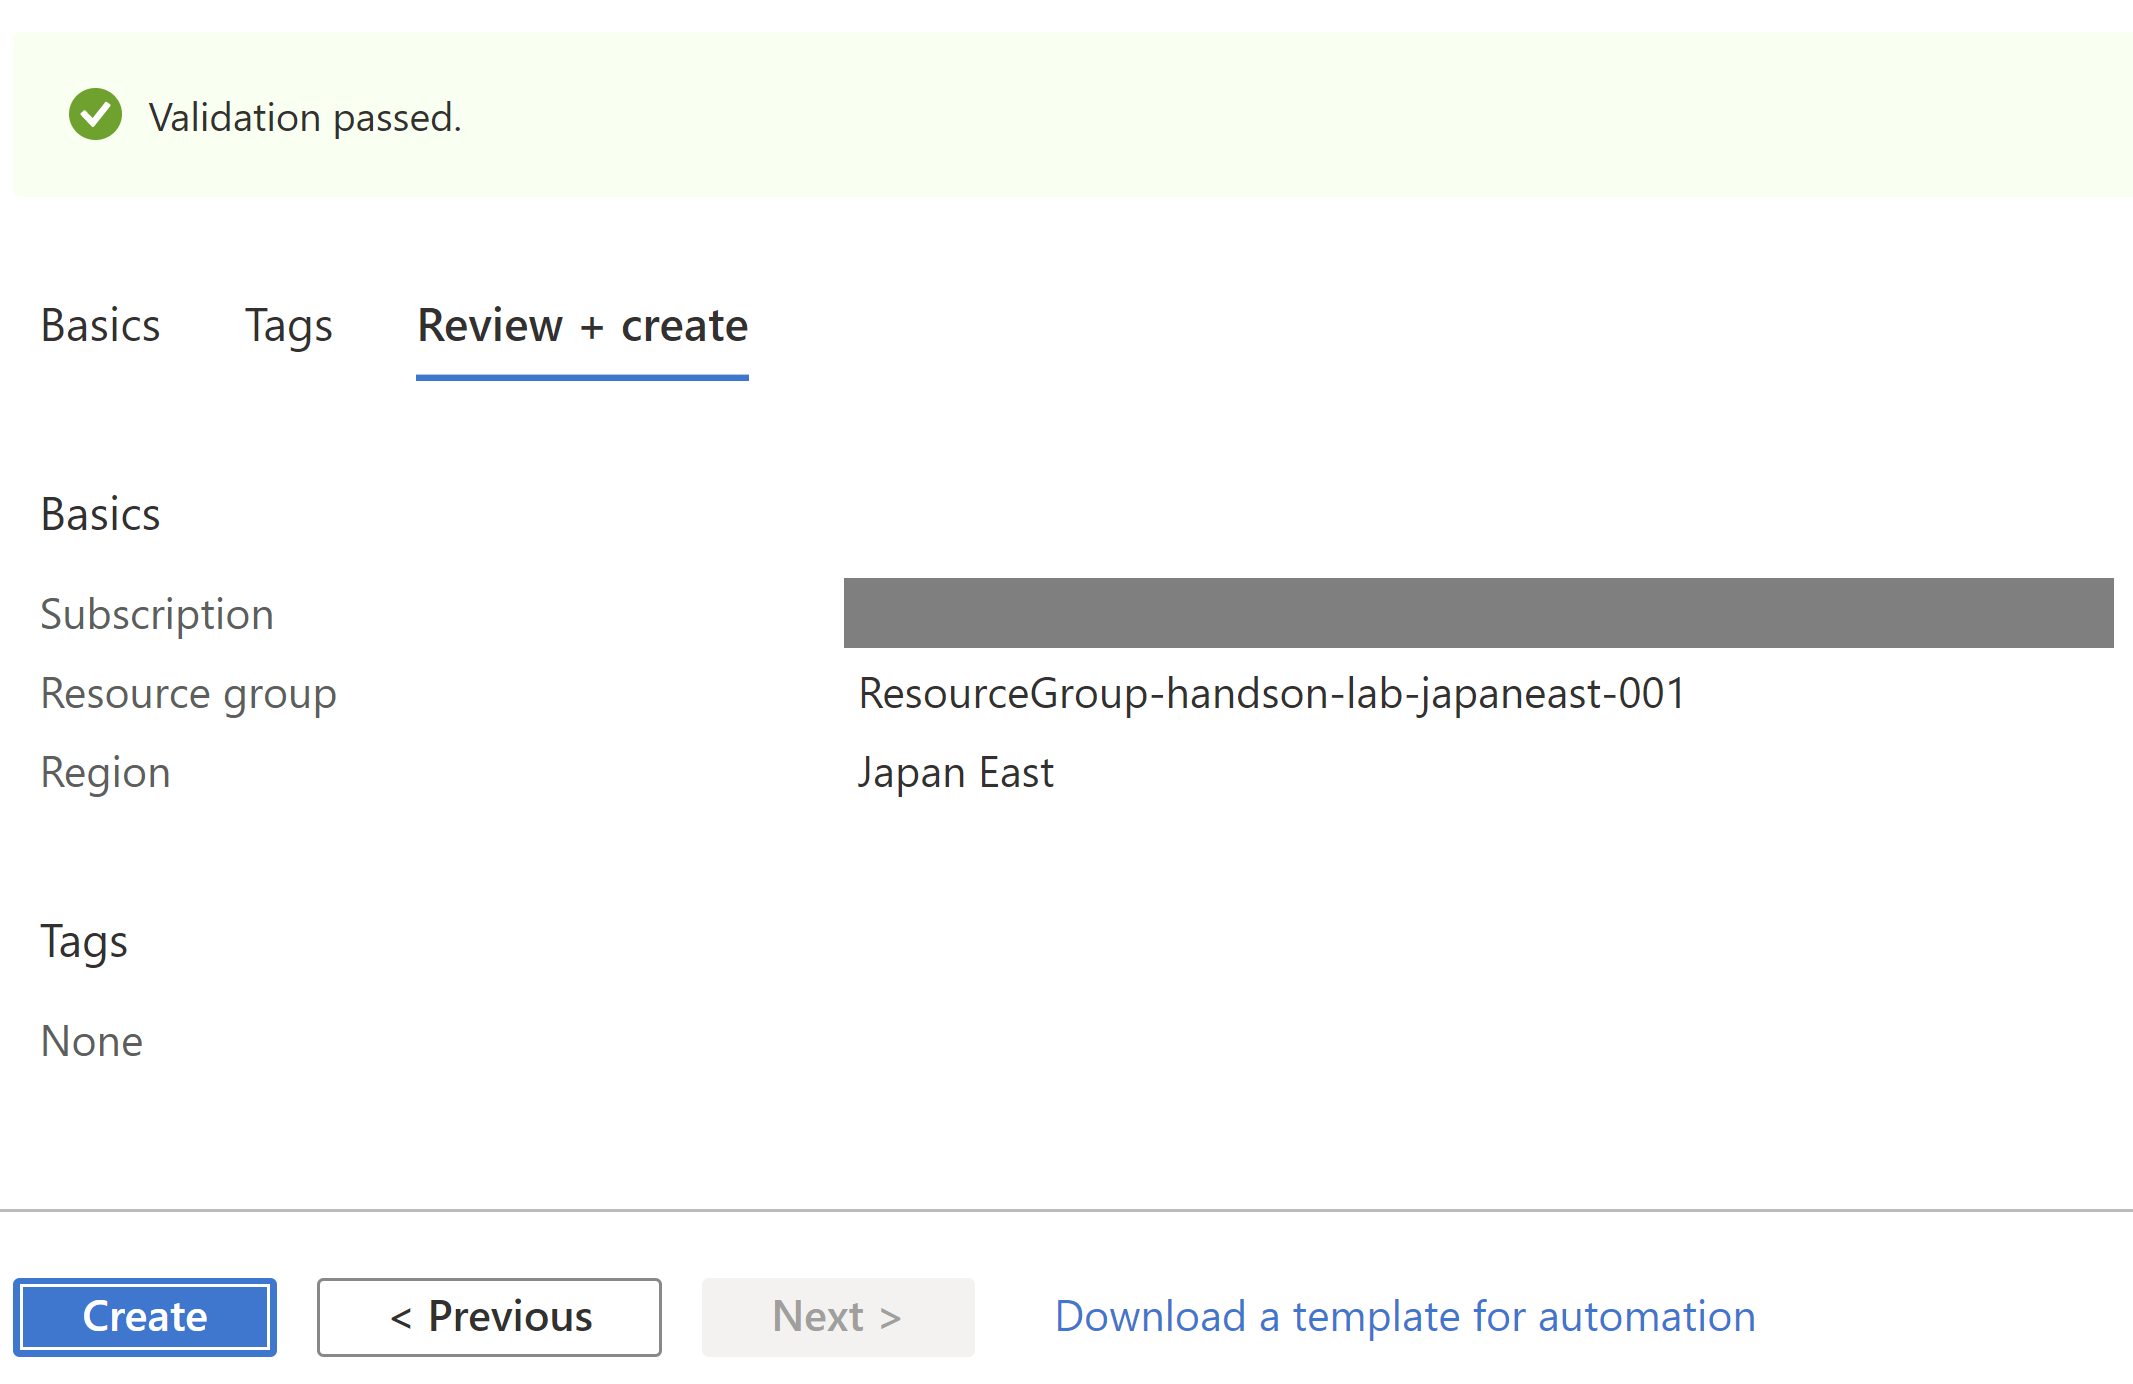 Validation passed.
Basics Tags Review + create
Basics
Subscription
Resource group ResourceGroup-handson-lab-japaneast-001
Region Japan East
Tags
None
Create < Previous Next > Download a template for automation